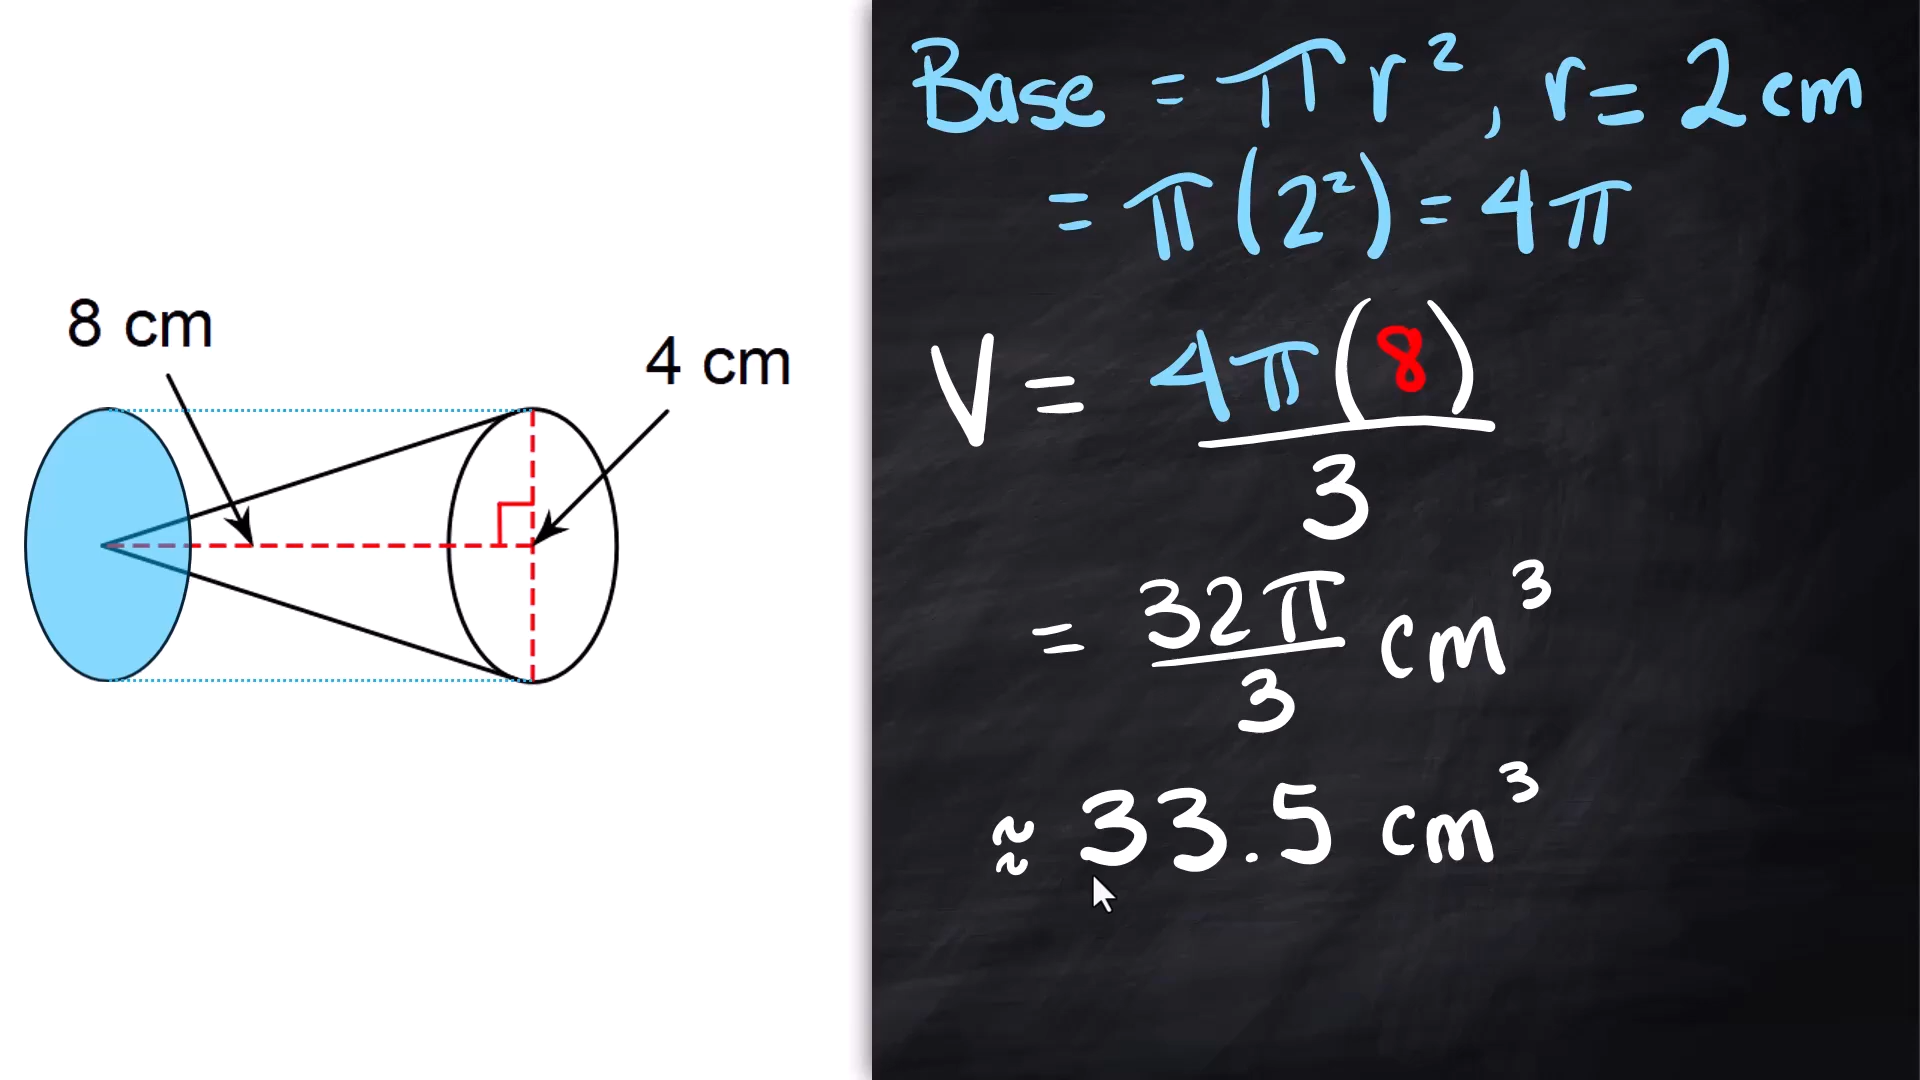 8 cm
4 cm
Base = πr², r = 2 cm
= π(2²) = 4π
V = 4π(8)
3
= 32π cm³
3
≈ 33.5 cm³